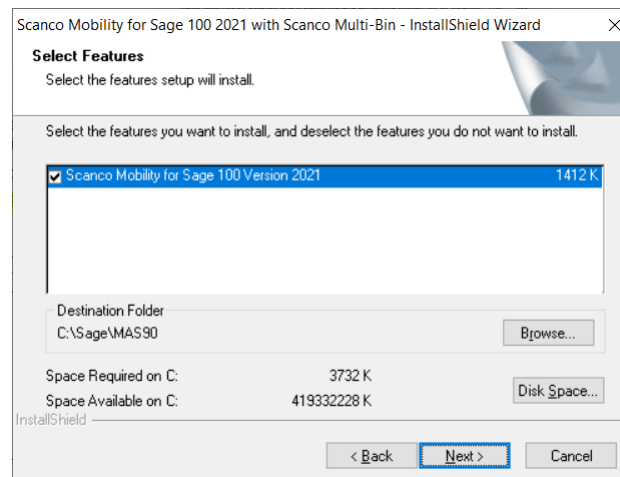 Scanco Mobility for Sage 100 2021 with Scanco Multi-Bin - InstallShield Wizard
Select Features
Select the features setup will install.
Select the features you want to install, and deselect the features you do not want to install.
Scanco Mobility for Sage 100 Version 2021 1412 K
Destination Folder
C:\Sage\MAS90 Browse...
Space Required on C: 3732 K
Space Available on C: 419332228 K
Disk Space...
InstallShield
< Back Next > Cancel